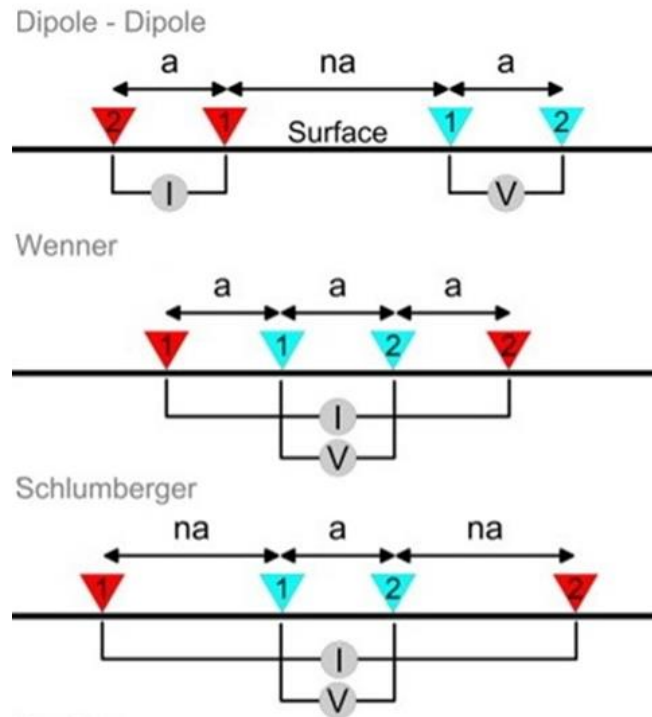 Dipole - Dipole
a na a
2 1 Surface 1 2
I V
Wenner
a a a
1 1 2 2
I
V
Schlumberger
na a na
1 1 2 2
I
V